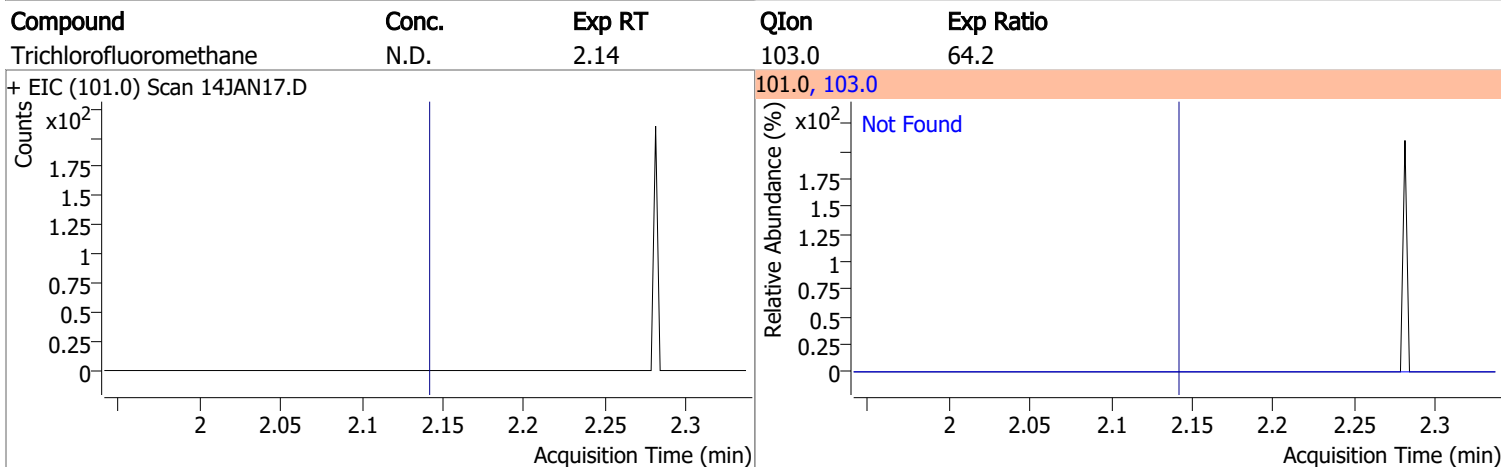 Compound Conc. Exp RT QIon Exp Ratio
Trichlorofluoromethane N.D. 2.14 103.0 64.2
+ EIC (101.0) Scan 14JAN17.D
Counts
x10²
1.75
1.5
1.25
1
0.75
0.5
0.25
0
2 2.05 2.1 2.15 2.2 2.25 2.3
Acquisition Time (min)
101.0, 103.0
Relative Abundance (%)
x10²
Not Found
1.75
1.5
1.25
1
0.75
0.5
0.25
0
2 2.05 2.1 2.15 2.2 2.25 2.3
Acquisition Time (min)